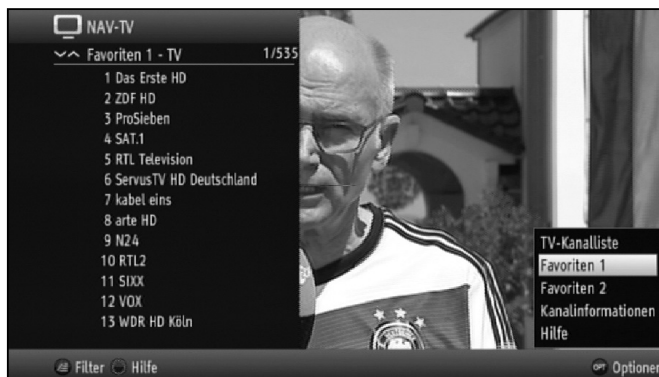 NAV-TV
Favoriten 1 - TV 1/535
1 Das Erste HD
2 ZDF HD
3 ProSieben
4 SAT.1
5 RTL Television
6 ServusTV HD Deutschland
7 kabel eins
8 arte HD
9 N24
10 RTL2
11 SIXX
12 VOX
13 WDR HD Köln
TV-Kanalliste
Favoriten 1
Favoriten 2
Kanalinformationen
Hilfe
Filter Hilfe
OPT Optionen